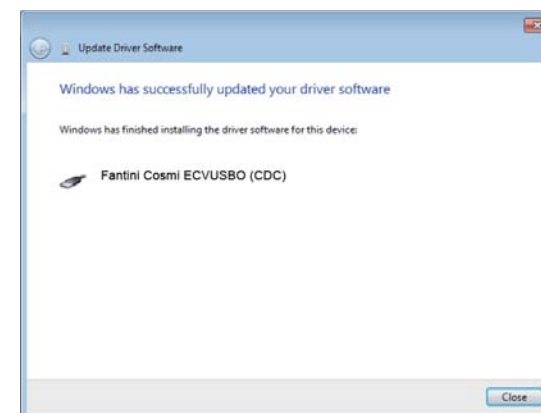 Update Driver Software
Windows has successfully updated your driver software
Windows has finished installing the driver software for this device:
Fantini Cosmi ECVUSBO (CDC)
Close